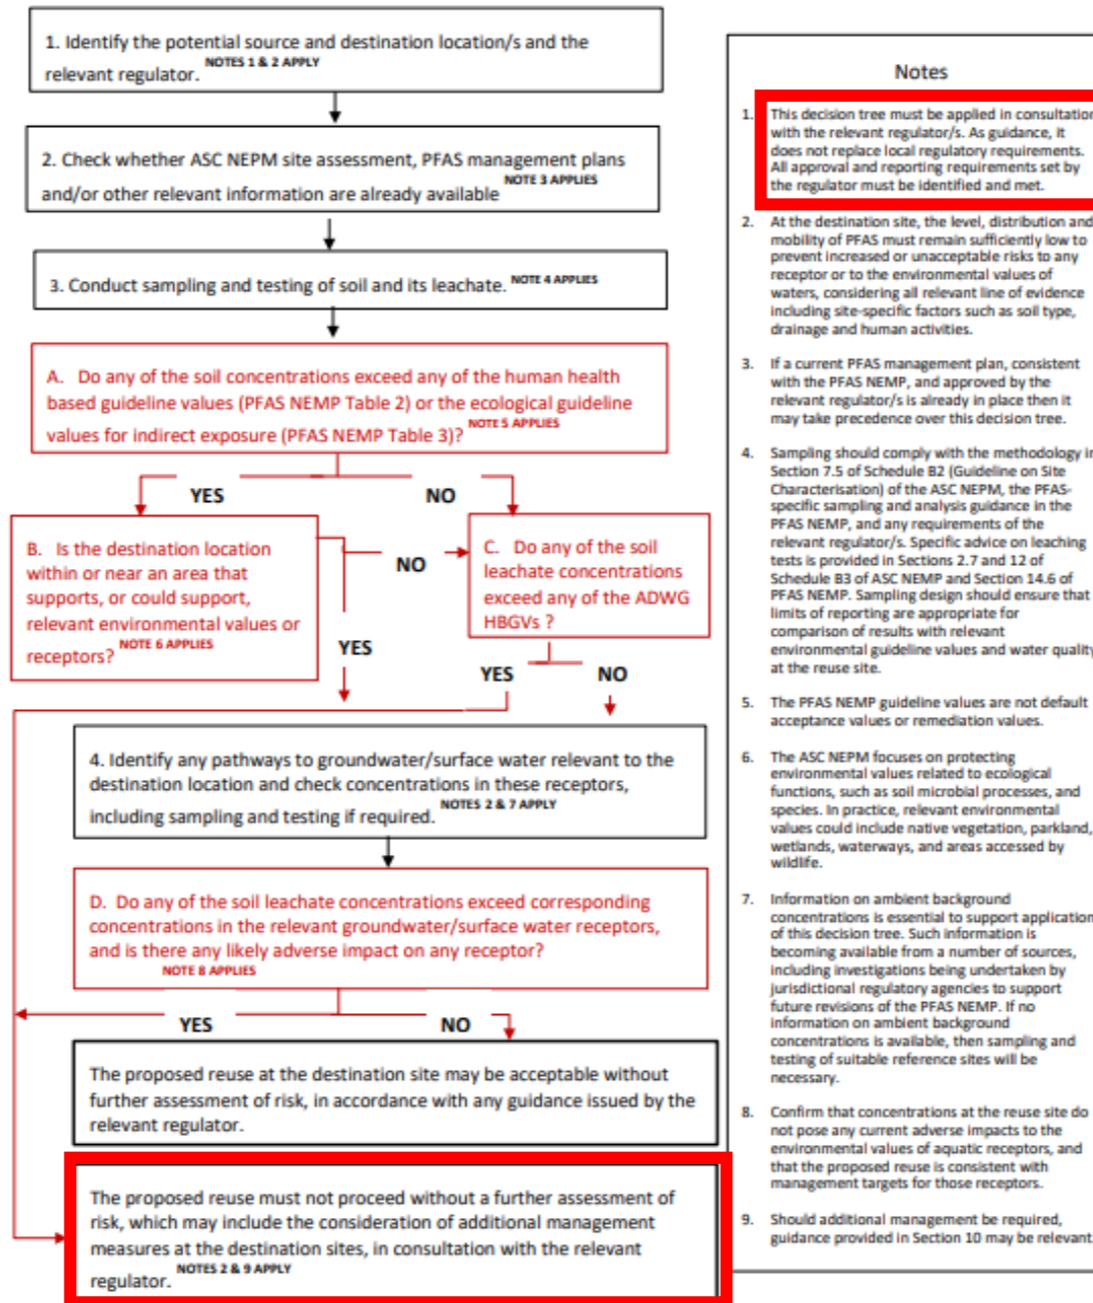 1. Identify the potential source and destination location/s and the
relevant regulator. NOTES 1 & 2 APPLY
2. Check whether ASC NEPM site assessment, PFAS management plans
and/or other relevant information are already available NOTE 3 APPLIES
3. Conduct sampling and testing of soil and its leachate. NOTE 4 APPLIES
A. Do any of the soil concentrations exceed any of the human health
based guideline values (PFAS NEMP Table 2) or the ecological guideline
values for indirect exposure (PFAS NEMP Table 3)? NOTE 5 APPLIES
YES
NO
B. Is the destination location
within or near an area that
supports, or could support,
relevant environmental values or
receptors? NOTE 6 APPLIES
NO
YES
C. Do any of the soil
leachate concentrations
exceed any of the ADWG
HBGVs ?
YES
NO
4. Identify any pathways to groundwater/surface water relevant to the
destination location and check concentrations in these receptors,
including sampling and testing if required. NOTES 2 & 7 APPLY
D. Do any of the soil leachate concentrations exceed corresponding
concentrations in the relevant groundwater/surface water receptors,
and is there any likely adverse impact on any receptor?
NOTE 8 APPLIES
YES
NO
The proposed reuse at the destination site may be acceptable without
further assessment of risk, in accordance with any guidance issued by the
relevant regulator.
The proposed reuse must not proceed without a further assessment of
risk, which may include the consideration of additional management
measures at the destination sites, in consultation with the relevant
regulator. NOTES 2 & 9 APPLY
Notes
1. This decision tree must be applied in consultation
with the relevant regulator/s. As guidance, it
does not replace local regulatory requirements.
All approval and reporting requirements set by
the regulator must be identified and met.
2. At the destination site, the level, distribution and
mobility of PFAS must remain sufficiently low to
prevent increased or unacceptable risks to any
receptor or to the environmental values of
waters, considering all relevant line of evidence
including site-specific factors such as soil type,
drainage and human activities.
3. If a current PFAS management plan, consistent
with the PFAS NEMP, and approved by the
relevant regulator/s is already in place then it
may take precedence over this decision tree.
4. Sampling should comply with the methodology in
Section 7.5 of Schedule B2 (Guideline on Site
Characterisation) of the ASC NEPM, the PFAS-
specific sampling and analysis guidance in the
PFAS NEMP, and any requirements of the
relevant regulator/s. Specific advice on leaching
tests is provided in Sections 2.7 and 12 of
Schedule B3 of ASC NEMP and Section 14.6 of
PFAS NEMP. Sampling design should ensure that
limits of reporting are appropriate for
comparison of results with relevant
environmental guideline values and water quality
at the reuse site.
5. The PFAS NEMP guideline values are not default
acceptance values or remediation values.
6. The ASC NEPM focuses on protecting
environmental values related to ecological
functions, such as soil microbial processes, and
species. In practice, relevant environmental
values could include native vegetation, parkland,
wetlands, waterways, and areas accessed by
wildlife.
7. Information on ambient background
concentrations is essential to support application
of this decision tree. Such information is
becoming available from a number of sources,
including investigations being undertaken by
jurisdictional regulatory agencies to support
future revisions of the PFAS NEMP. If no
information on ambient background
concentrations is available, then sampling and
testing of suitable reference sites will be
necessary.
8. Confirm that concentrations at the reuse site do
not pose any current adverse impacts to the
environmental values of aquatic receptors, and
that the proposed reuse is consistent with
management targets for those receptors.
9. Should additional management be required,
guidance provided in Section 10 may be relevant.